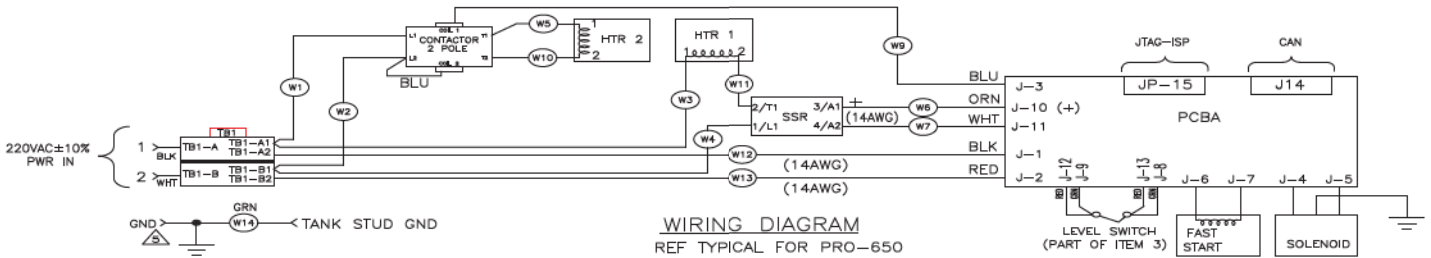 220VAC±10%
PWR IN
1
BLK
2
WHT
TB1
TB1-A
TB1-A1
TB1-A2
TB1-B
TB1-B1
TB1-B2
GND
5
GRN
W14
TANK STUD GND
W1
W2
L1
COIL 1
T1
CONTACTOR
2 POLE
L2
COIL 2
T2
BLU
W5
W10
1
HTR 2
2
HTR 1
1
2
W3
W11
W4
2/T1
3/A1
SSR
1/L1
4/A2
+
(14AWG)
W9
W6
W7
W12
(14AWG)
W13
(14AWG)
BLU
ORN
WHT
BLK
RED
J-3
J-10 (+)
J-11
J-1
J-2
JTAG-ISP
JP-15
CAN
J14
PCBA
J-12
J-9
J-13
J-8
J-6
J-7
J-4
J-5
RED
GRN
RED
GRN
LEVEL SWITCH
(PART OF ITEM 3)
FAST
START
SOLENOID
WIRING DIAGRAM
REF TYPICAL FOR PRO-650